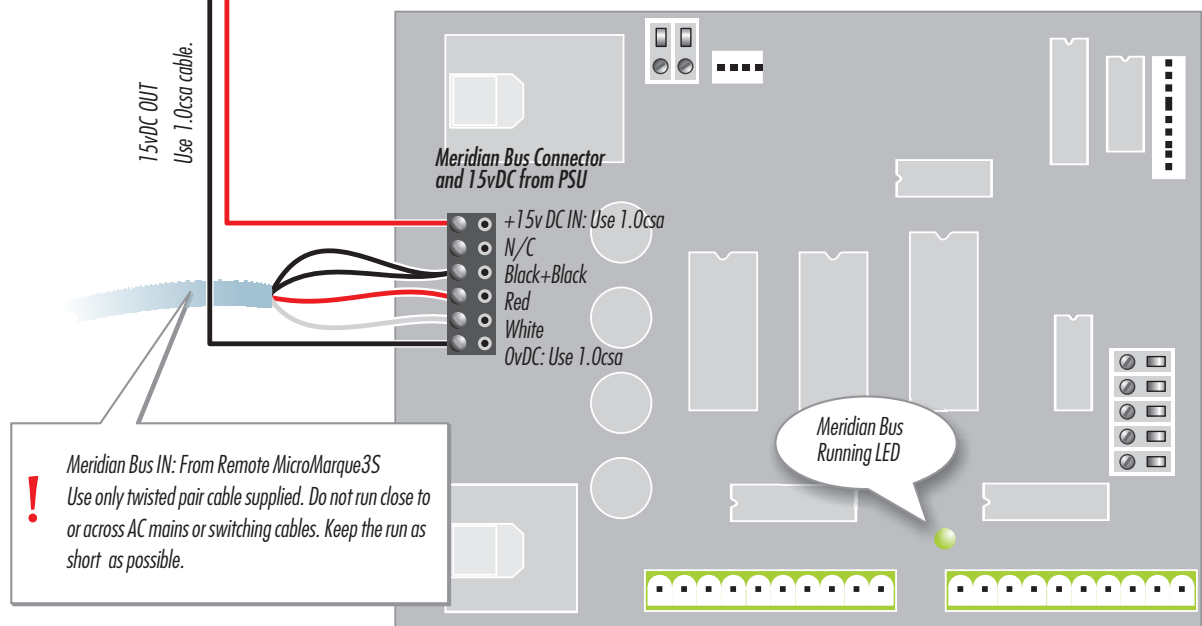 15vDC OUT
Use 1.0csa cable.
Meridian Bus Connector
and 15vDC from PSU
+15v DC IN: Use 1.0csa
N/C
Black+Black
Red
White
0vDC: Use 1.0csa
Meridian Bus
Running LED
!
Meridian Bus IN: From Remote MicroMarque3S
Use only twisted pair cable supplied. Do not run close to
or across AC mains or switching cables. Keep the run as
short as possible.